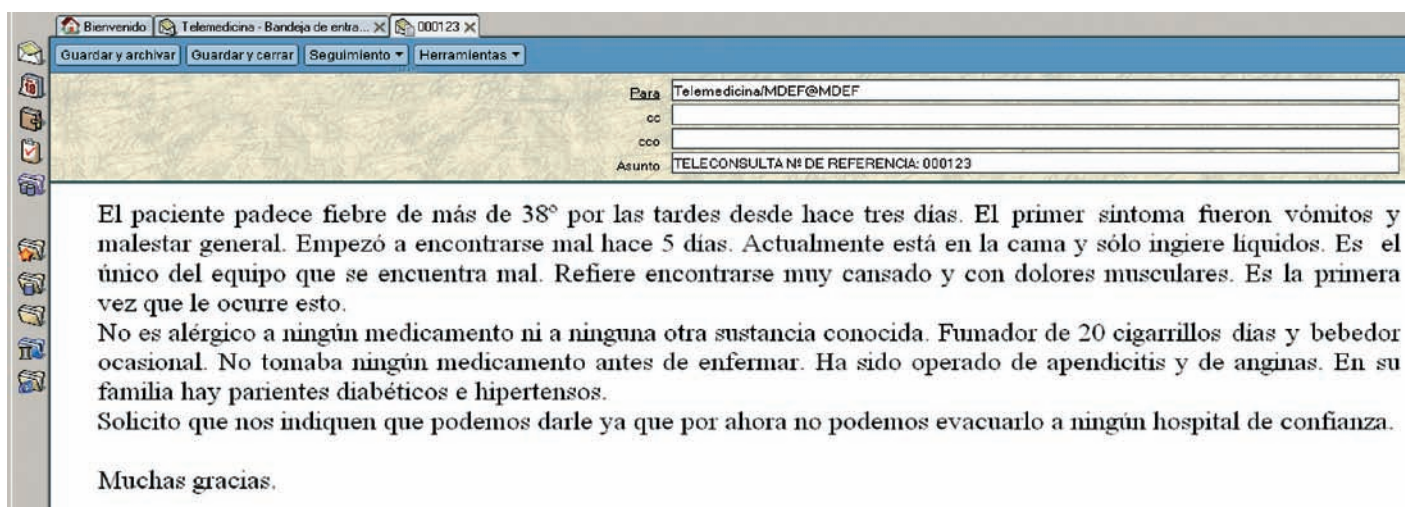 Bienvenido Telemedicina - Bandeja de entra... 000123
Guardar y archivar Guardar y cerrar Seguimiento Herramientas
Para Telemedicina/MDEF@MDEF
cc
cco
Asunto TELECONSULTA Nº DE REFERENCIA: 000123
El paciente padece fiebre de más de 38º por las tardes desde hace tres días. El primer síntoma fueron vómitos y
malestar general. Empezó a encontrarse mal hace 5 días. Actualmente está en la cama y sólo ingiere líquidos. Es el
único del equipo que se encuentra mal. Refiere encontrarse muy cansado y con dolores musculares. Es la primera
vez que le ocurre esto.
No es alérgico a ningún medicamento ni a ninguna otra sustancia conocida. Fumador de 20 cigarrillos días y bebedor
ocasional. No tomaba ningún medicamento antes de enfermar. Ha sido operado de apendicitis y de anginas. En su
familia hay parientes diabéticos e hipertensos.
Solicito que nos indiquen que podemos darle ya que por ahora no podemos evacuarlo a ningún hospital de confianza.
Muchas gracias.